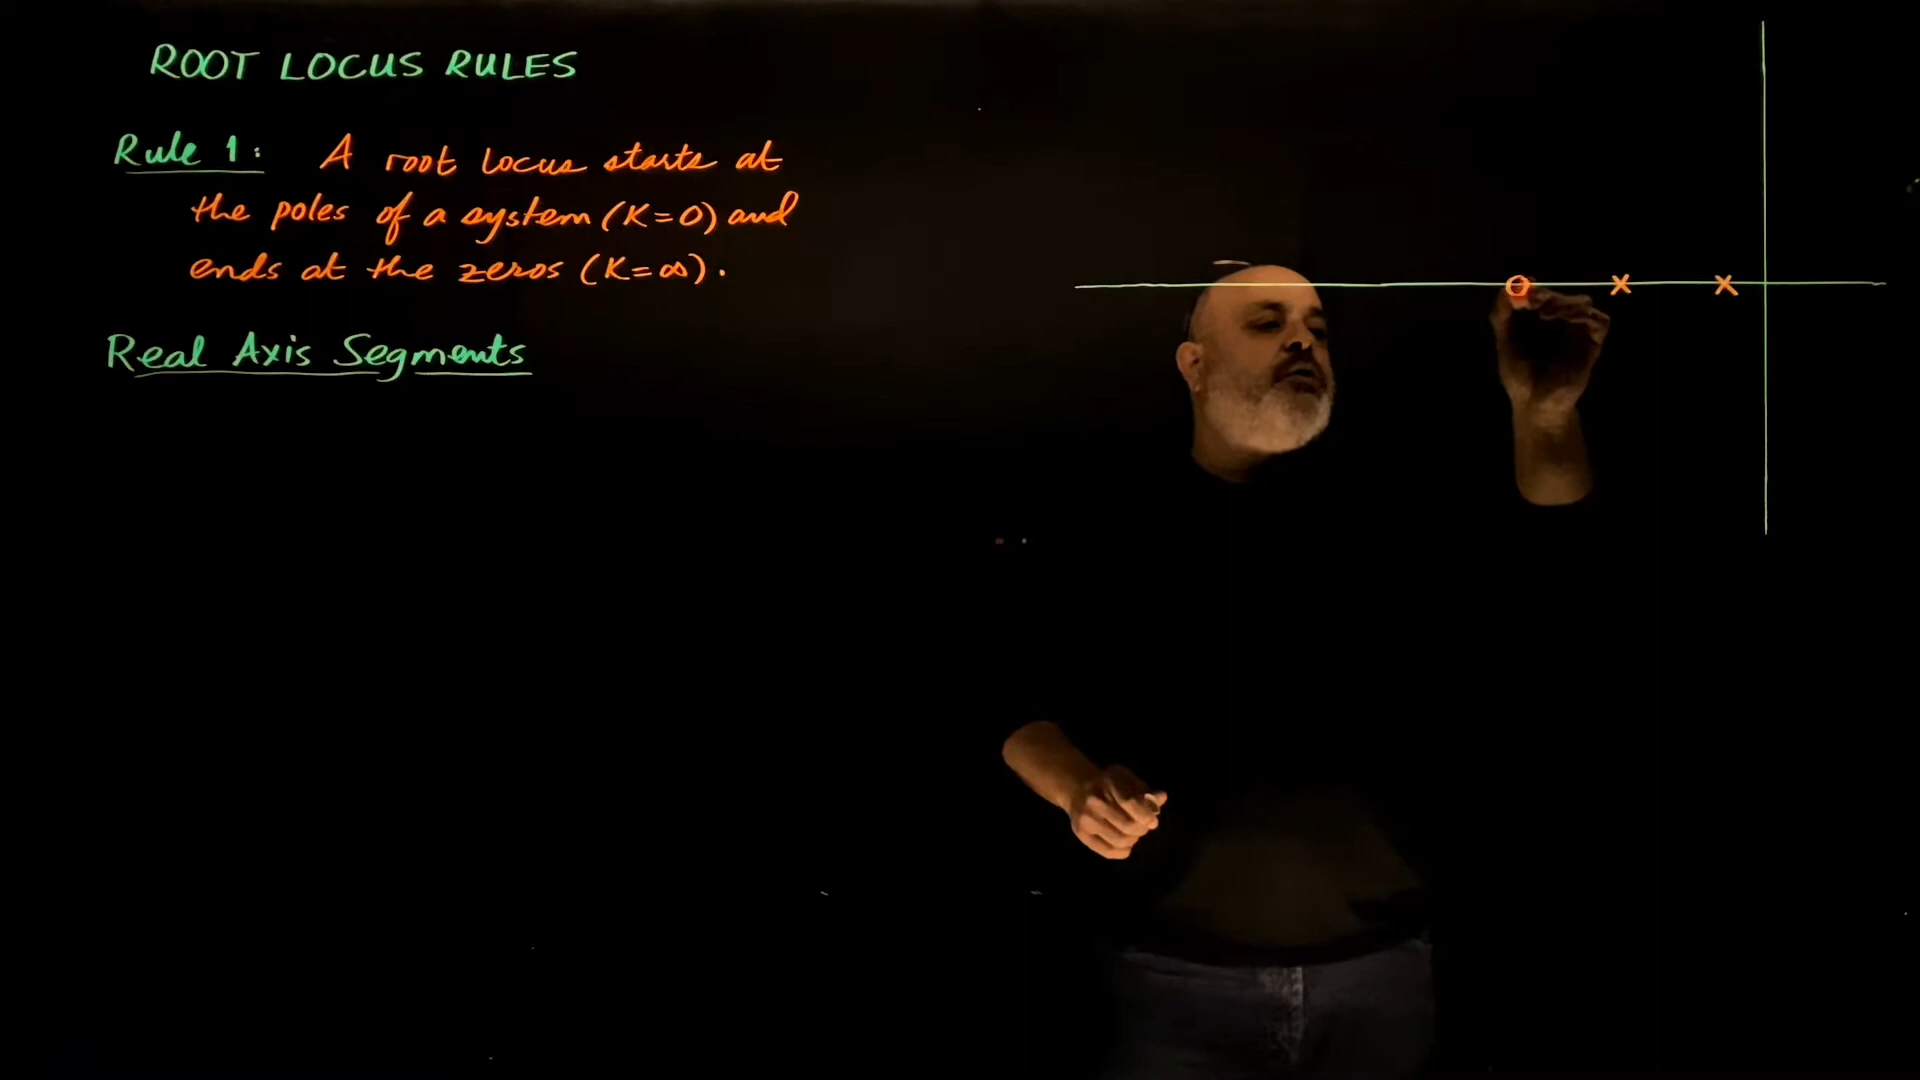 ROOT LOCUS RULES
Rule 1: A root locus starts at
the poles of a system (K=0) and
ends at the zeros (K=∞).
Real Axis Segments